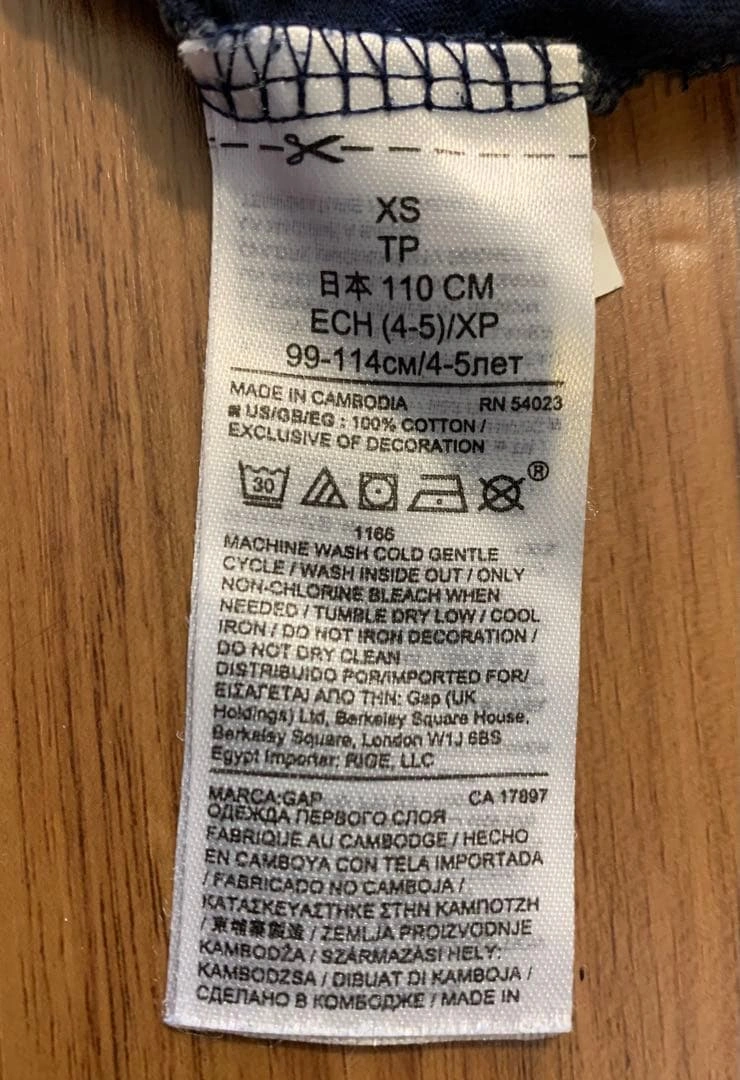 XS
TP
日本 110 CM
ECH (4-5)/XP
99-114см/4-5лет
MADE IN CAMBODIA RN 54023
US/GB/EG : 100% COTTON /
EXCLUSIVE OF DECORATION
30 ®
1166
MACHINE WASH COLD GENTLE
CYCLE / WASH INSIDE OUT / ONLY
NON-CHLORINE BLEACH WHEN
NEEDED / TUMBLE DRY LOW / COOL
IRON / DO NOT IRON DECORATION /
DO NOT DRY CLEAN
DISTRIBUIDO POR/IMPORTED FOR/
ΕΙΣΑΓΕΤΑΙ ΑΠΟ ΤΗΝ: Gap (UK
Holdings) Ltd, Berkeley Square House,
Berkeley Square, London W1J 6BS
Egypt Importer: RIGE, LLC
MARCA:GAP CA 17897
ОДЕЖДА ПЕРВОГО СЛОЯ
FABRIQUE AU CAMBODGE / HECHO
EN CAMBOYA CON TELA IMPORTADA
/ FABRICADO NO CAMBOJA /
ΚΑΤΑΣΚΕΥΑΣΤΗΚΕ ΣΤΗΝ ΚΑΜΠΟΤΖΗ
/ 柬埔寨製造 / ZEMLJA PROIZVODNJE
KAMBODŽA / SZÁRMAZÁSI HELY:
KAMBODZSA / DIBUAT DI KAMBOJA /
СДЕЛАНО В КОМБОДЖЕ / MADE IN